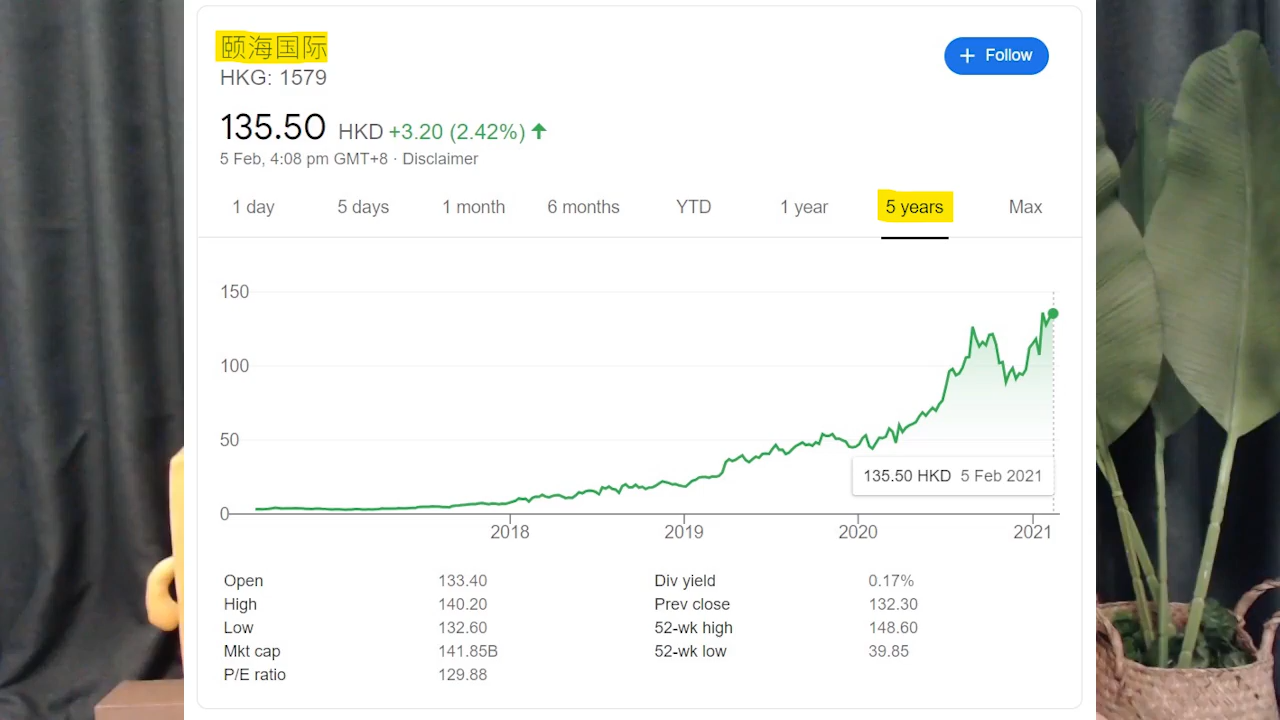 颐海国际
+ Follow
HKG: 1579
135.50 HKD +3.20 (2.42%) ↑
5 Feb, 4:08 pm GMT+8 · Disclaimer
1 day 5 days 1 month 6 months YTD 1 year 5 years Max
150
100
50
135.50 HKD 5 Feb 2021
0
2018 2019 2020 2021
Open 133.40 Div yield 0.17%
High 140.20 Prev close 132.30
Low 132.60 52-wk high 148.60
Mkt cap 141.85B 52-wk low 39.85
P/E ratio 129.88